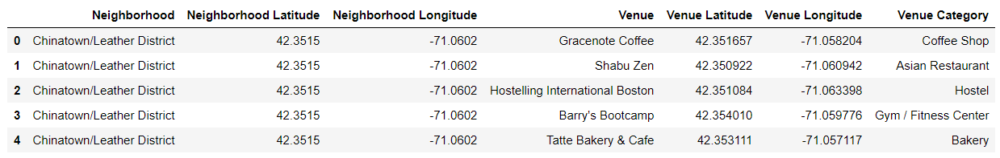 Neighborhood Neighborhood Latitude Neighborhood Longitude Venue Venue Latitude Venue Longitude Venue Category
0 Chinatown/Leather District 42.3515 -71.0602 Gracenote Coffee 42.351657 -71.058204 Coffee Shop
1 Chinatown/Leather District 42.3515 -71.0602 Shabu Zen 42.350922 -71.060942 Asian Restaurant
2 Chinatown/Leather District 42.3515 -71.0602 Hostelling International Boston 42.351084 -71.063398 Hostel
3 Chinatown/Leather District 42.3515 -71.0602 Barry's Bootcamp 42.354010 -71.059776 Gym / Fitness Center
4 Chinatown/Leather District 42.3515 -71.0602 Tatte Bakery & Cafe 42.353111 -71.057117 Bakery